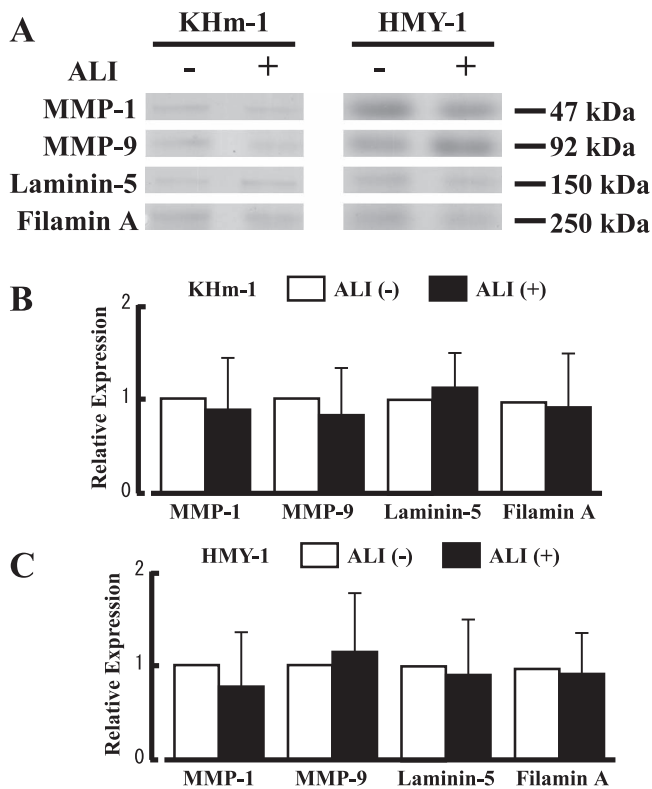 A
KHm-1 HMY-1
ALI - + - +
MMP-1 47 kDa
MMP-9 92 kDa
Laminin-5 150 kDa
Filamin A 250 kDa
B
KHm-1 ALI (-) ALI (+)
Relative Expression
2
1
0
MMP-1 MMP-9 Laminin-5 Filamin A
C
HMY-1 ALI (-) ALI (+)
Relative Expression
2
1
0
MMP-1 MMP-9 Laminin-5 Filamin A